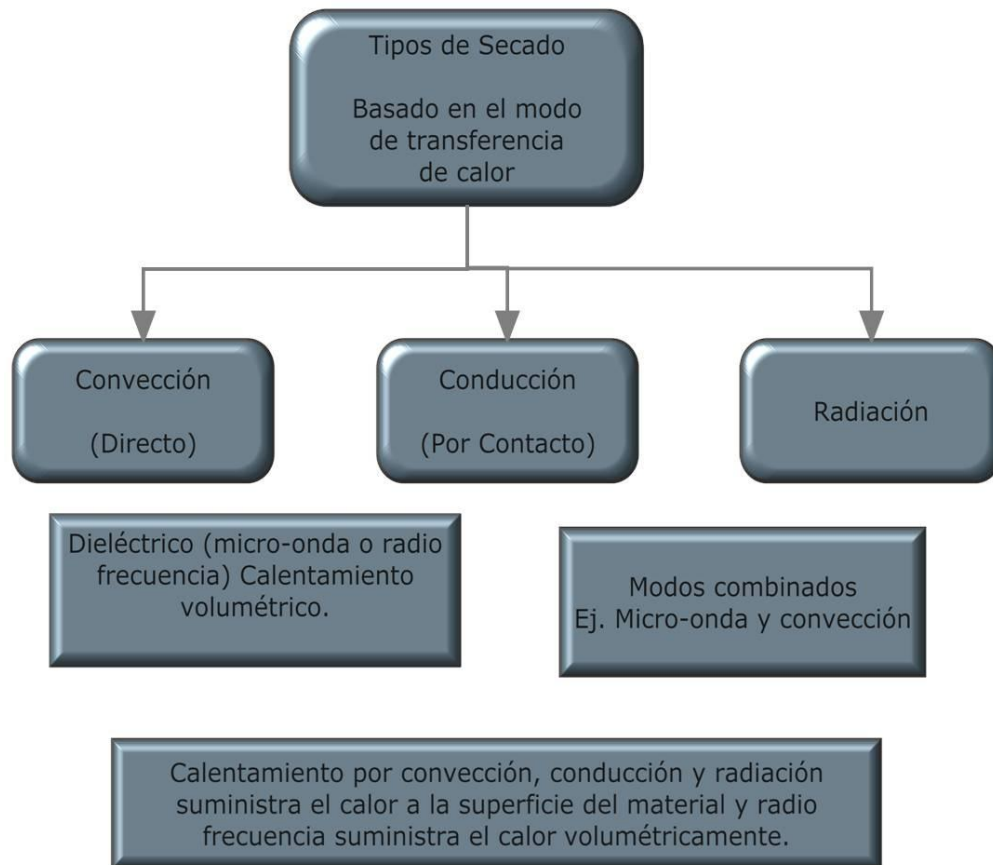 Tipos de Secado
Basado en el modo
de transferencia
de calor
Convección
(Directo)
Conducción
(Por Contacto)
Radiación
Dieléctrico (micro-onda o radio
frecuencia) Calentamiento
volumétrico.
Modos combinados
Ej. Micro-onda y convección
Calentamiento por convección, conducción y radiación
suministra el calor a la superficie del material y radio
frecuencia suministra el calor volumétricamente.